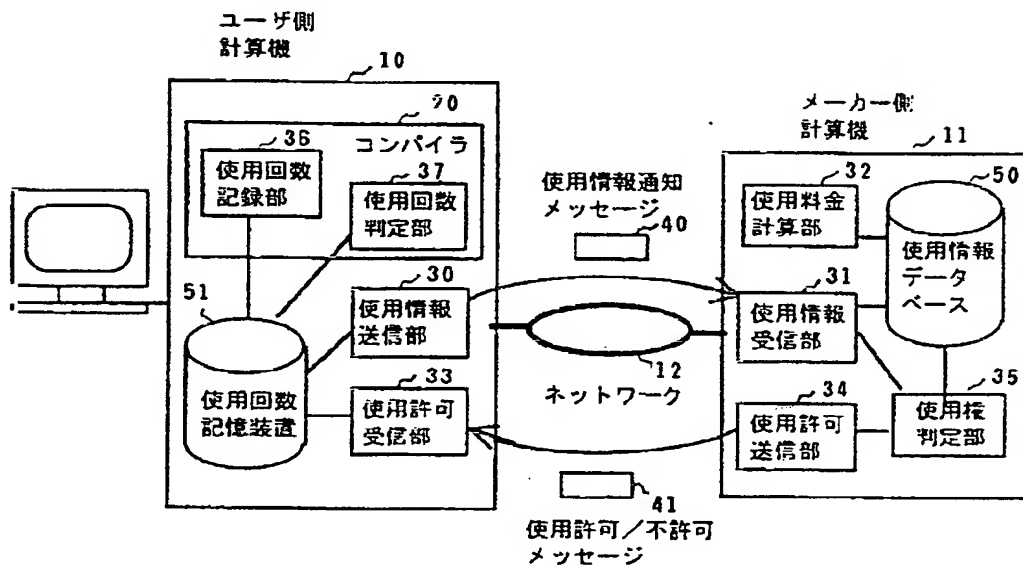 ユーザ側
計算機
10
20
コンパイラ
36
使用回数
記録部
37
使用回数
判定部
30
使用情報
送信部
51
使用回数
記憶装置
33
使用許可
受信部
使用情報通知
メッセージ
40
12
ネットワーク
41
使用許可/不許可
メッセージ
メーカー側
計算機
11
32
使用料金
計算部
50
使用情報
データ
ベース
31
使用情報
受信部
34
使用許可
送信部
35
使用権
判定部